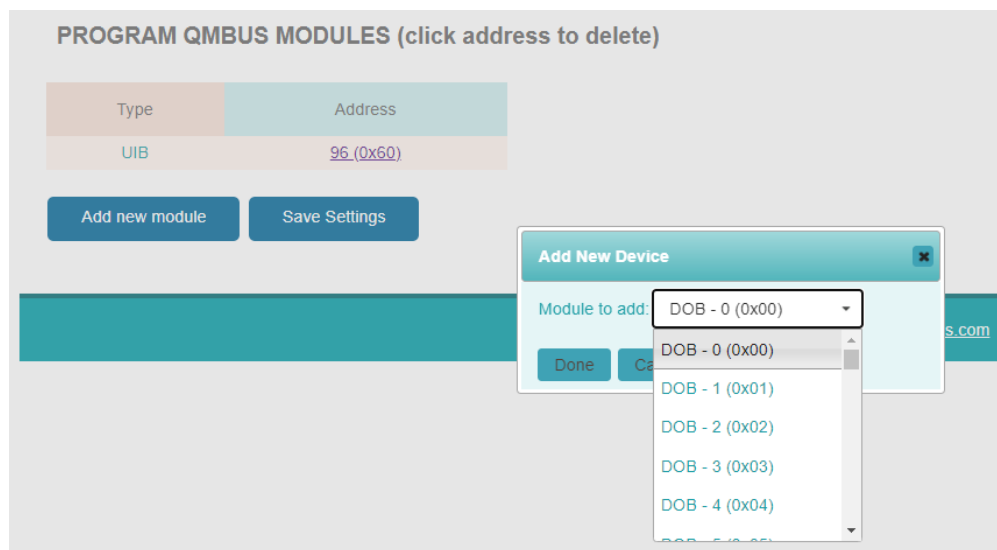 PROGRAM QMBUS MODULES (click address to delete)
Type Address
UIB 96 (0x60)
Add new module Save Settings
Add New Device
Module to add: DOB - 0 (0x00)
s.com
Done Ca
DOB - 0 (0x00)
DOB - 1 (0x01)
DOB - 2 (0x02)
DOB - 3 (0x03)
DOB - 4 (0x04)